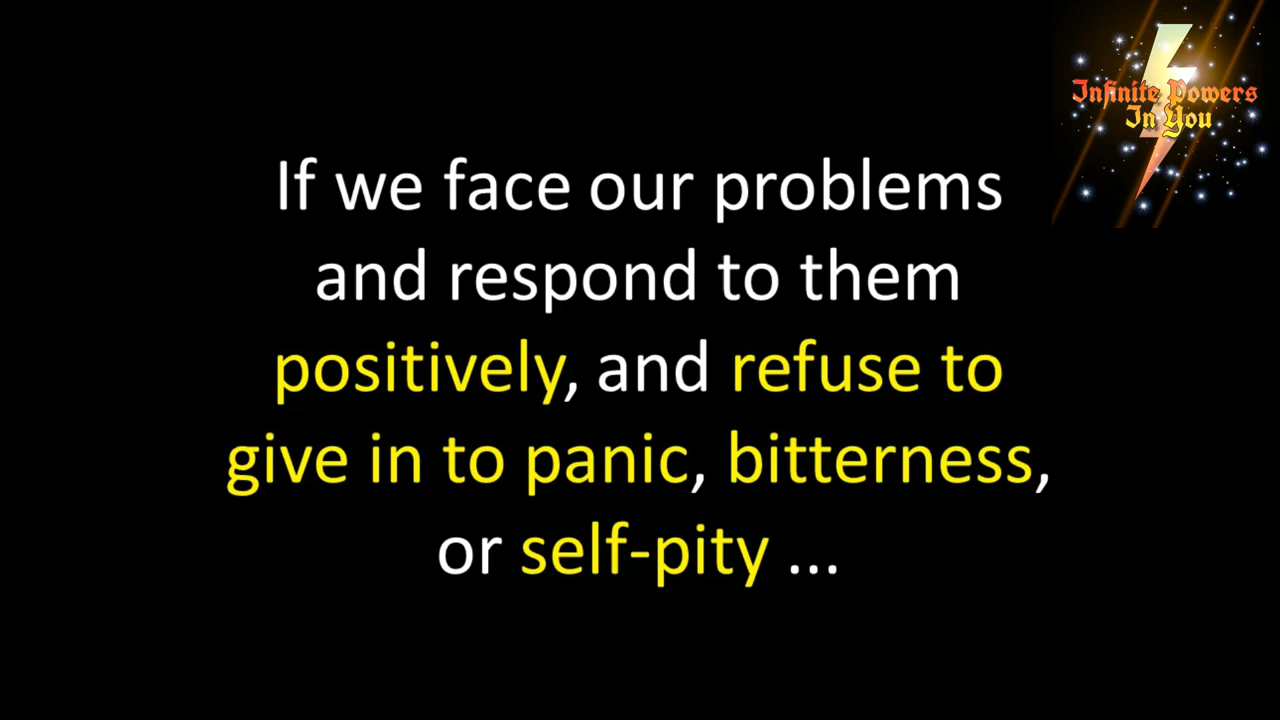 Infinite Powers
In You
If we face our problems
and respond to them
positively, and refuse to
give in to panic, bitterness,
or self-pity ...